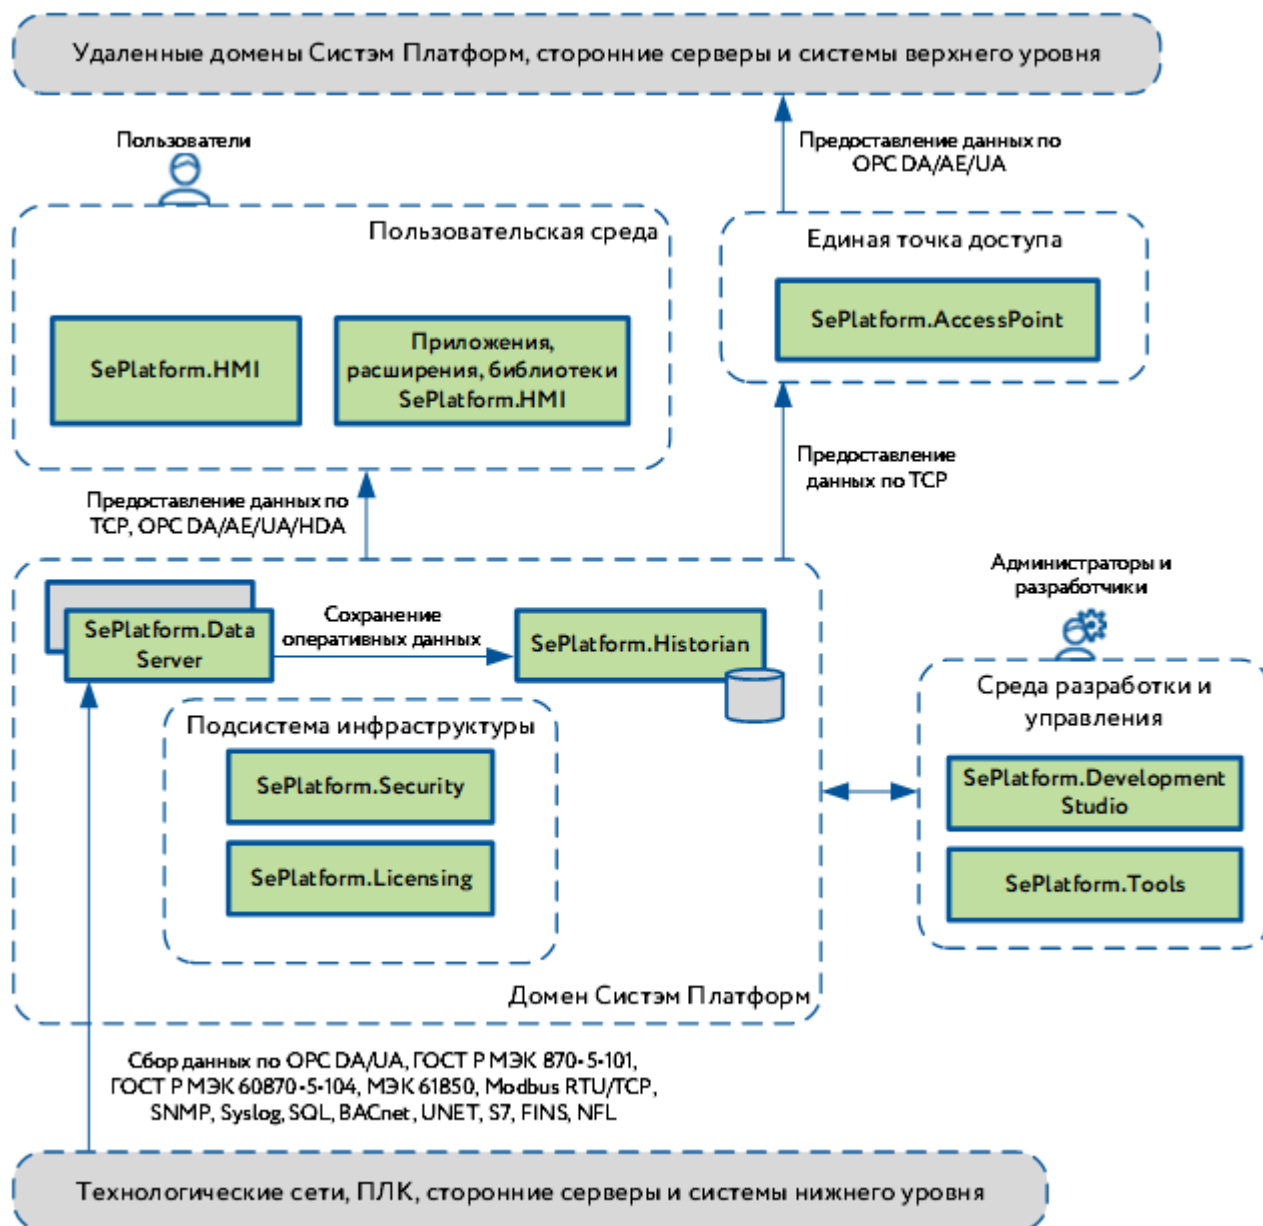 Удаленные домены Систэм Платформ, сторонние серверы и системы верхнего уровня
Пользователи
Предоставление данных по
OPC DA/AE/UA
Пользовательская среда
Единая точка доступа
SePlatform.HMI
Приложения,
расширения, библиотеки
SePlatform.HMI
SePlatform.AccessPoint
Предоставление данных по
TCP, OPC DA/AE/UA/HDA
Предоставление
данных по TCP
Администраторы и
разработчики
SePlatform.Data
Server
Сохранение
оперативных данных
SePlatform.Historian
Подсистема инфраструктуры
SePlatform.Security
SePlatform.Licensing
Среда разработки и
управления
SePlatform.Development
Studio
SePlatform.Tools
Домен Систэм Платформ
Сбор данных по OPC DA/UA, ГОСТ Р МЭК 870-5-101,
ГОСТ Р МЭК 60870-5-104, МЭК 61850, Modbus RTU/TCP,
SNMP, Syslog, SQL, BACnet, UNET, S7, FINS, NFL
Технологические сети, ПЛК, сторонние серверы и системы нижнего уровня